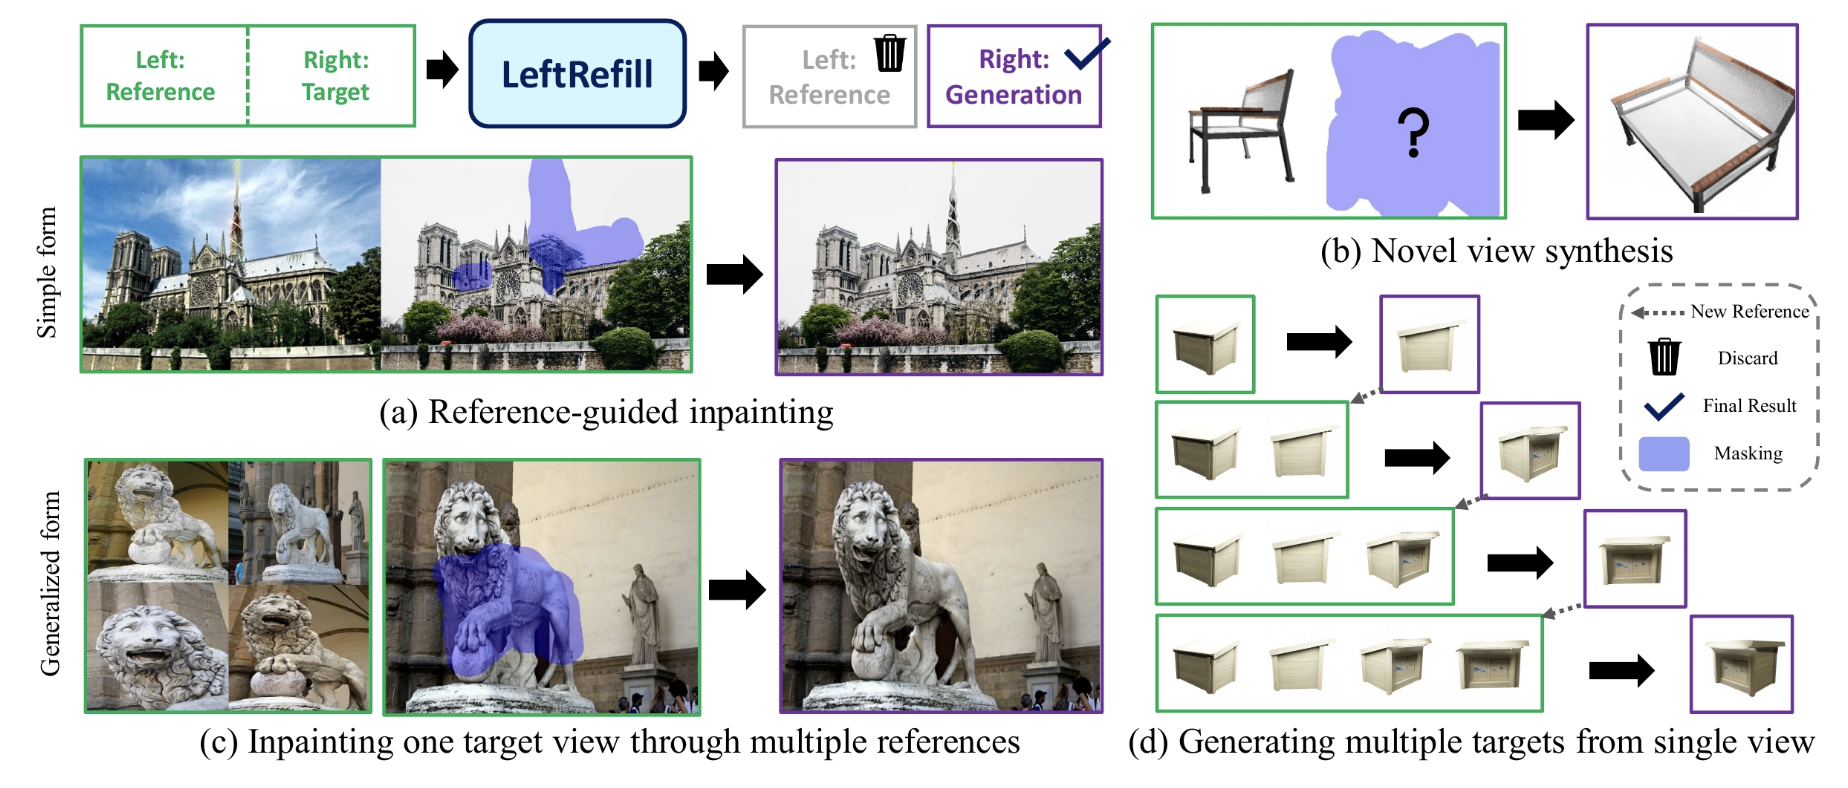 Left:
Reference
Right:
Target
LeftRefill
Left:
Reference
Right:
Generation
Simple form
(a) Reference-guided inpainting
?
(b) Novel view synthesis
Generalized form
(c) Inpainting one target view through multiple references
New Reference
Discard
Final Result
Masking
(d) Generating multiple targets from single view